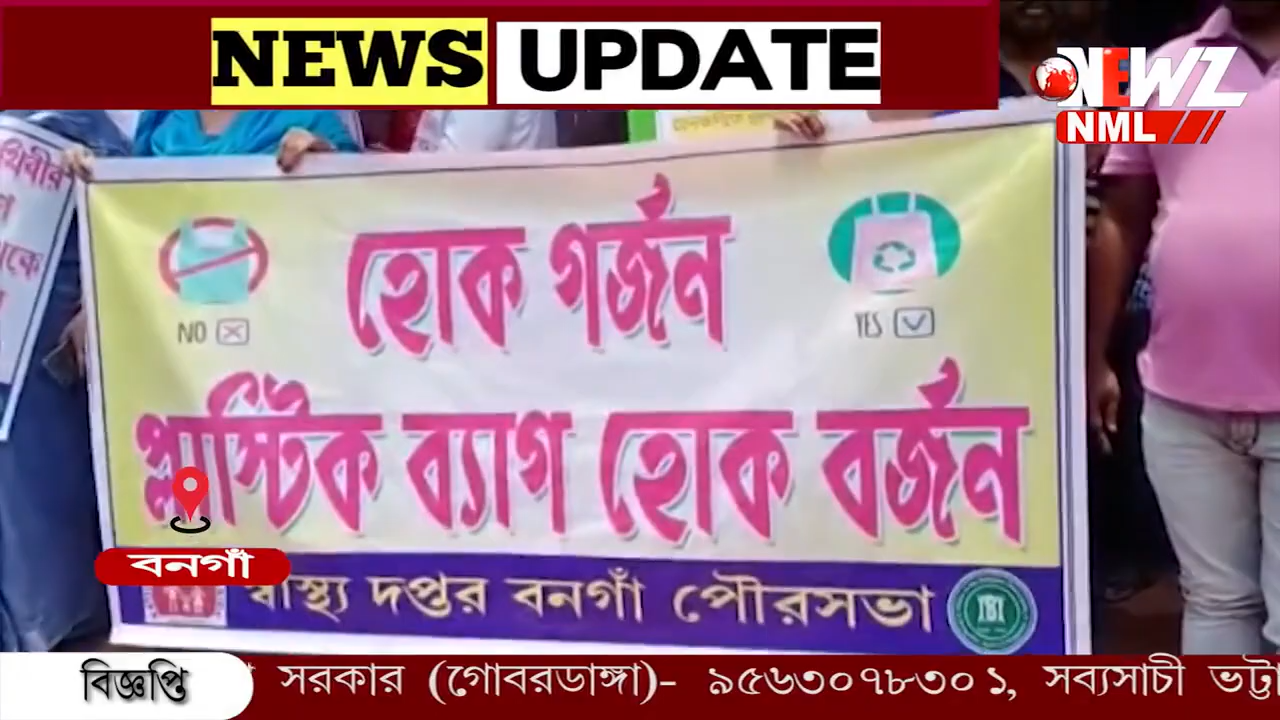 NEWS UPDATE
NEWZ
NML
থিবীর
কে
NO
হোক গর্জন
YES
প্লাস্টিক ব্যাগ হোক বর্জন
বনগাঁ
স্বাস্থ্য দপ্তর বনগাঁ পৌরসভা
বিজ্ঞপ্তি
সরকার (গোবরডাঙ্গা)- ৯৫৬৩০৭৮৩০১, সব্যসাচী ভট্টা